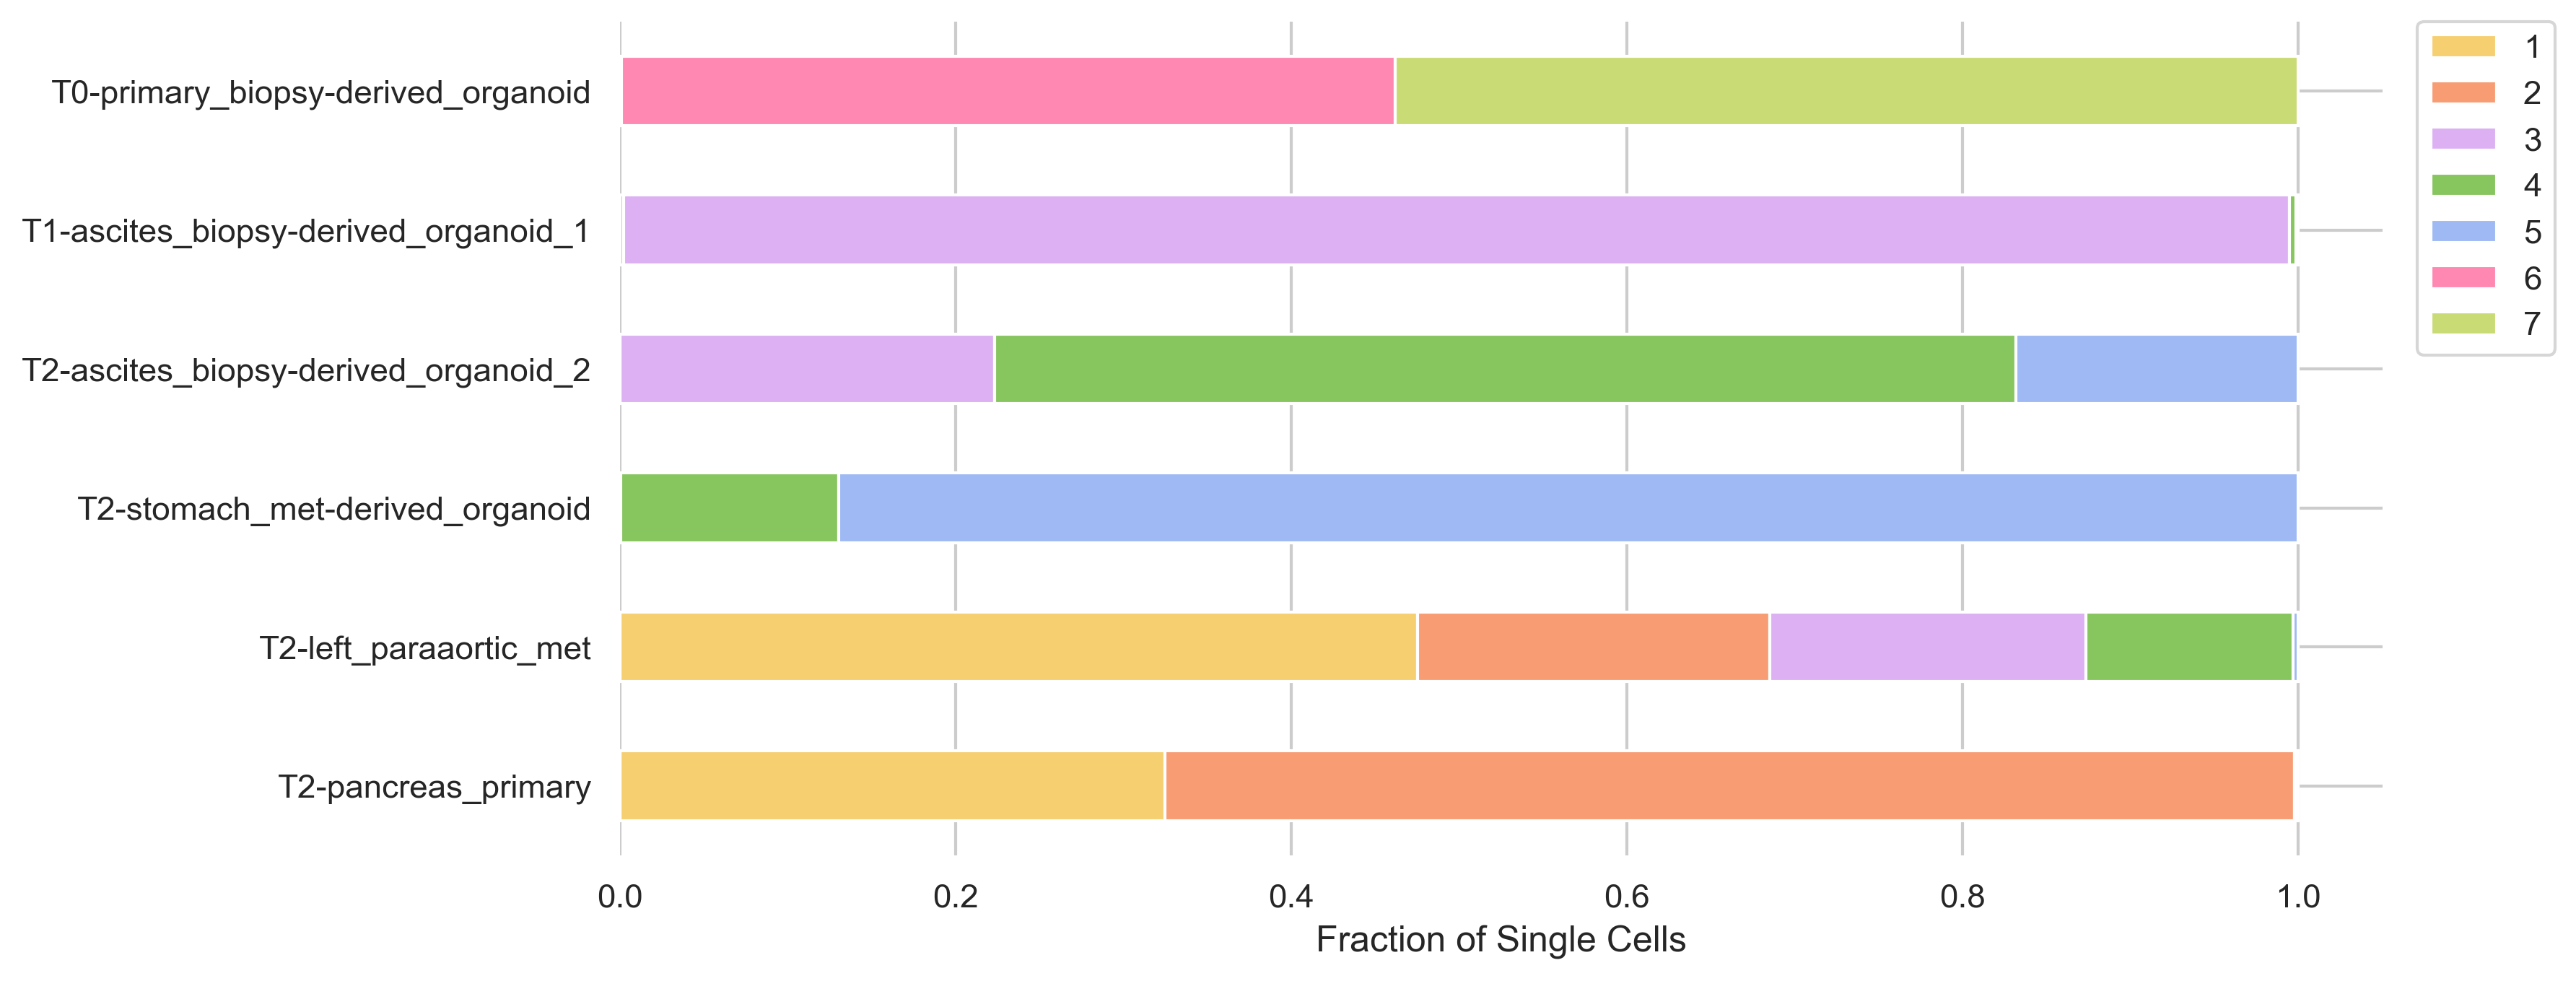 T0-primary_biopsy-derived_organoid
T1-ascites_biopsy-derived_organoid_1
T2-ascites_biopsy-derived_organoid_2
T2-stomach_met-derived_organoid
T2-left_paraaortic_met
T2-pancreas_primary
0.0 0.2 0.4 0.6 0.8 1.0
Fraction of Single Cells
1
2
3
4
5
6
7